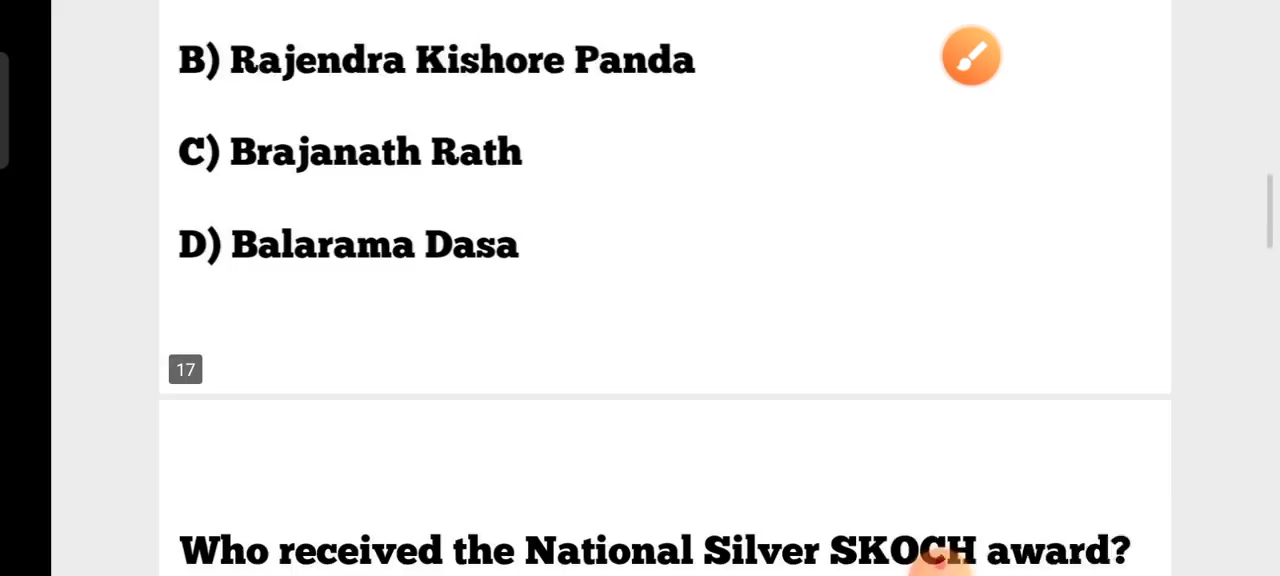 B) Rajendra Kishore Panda
C) Brajanath Rath
D) Balarama Dasa
17
Who received the National Silver SKOCH award?